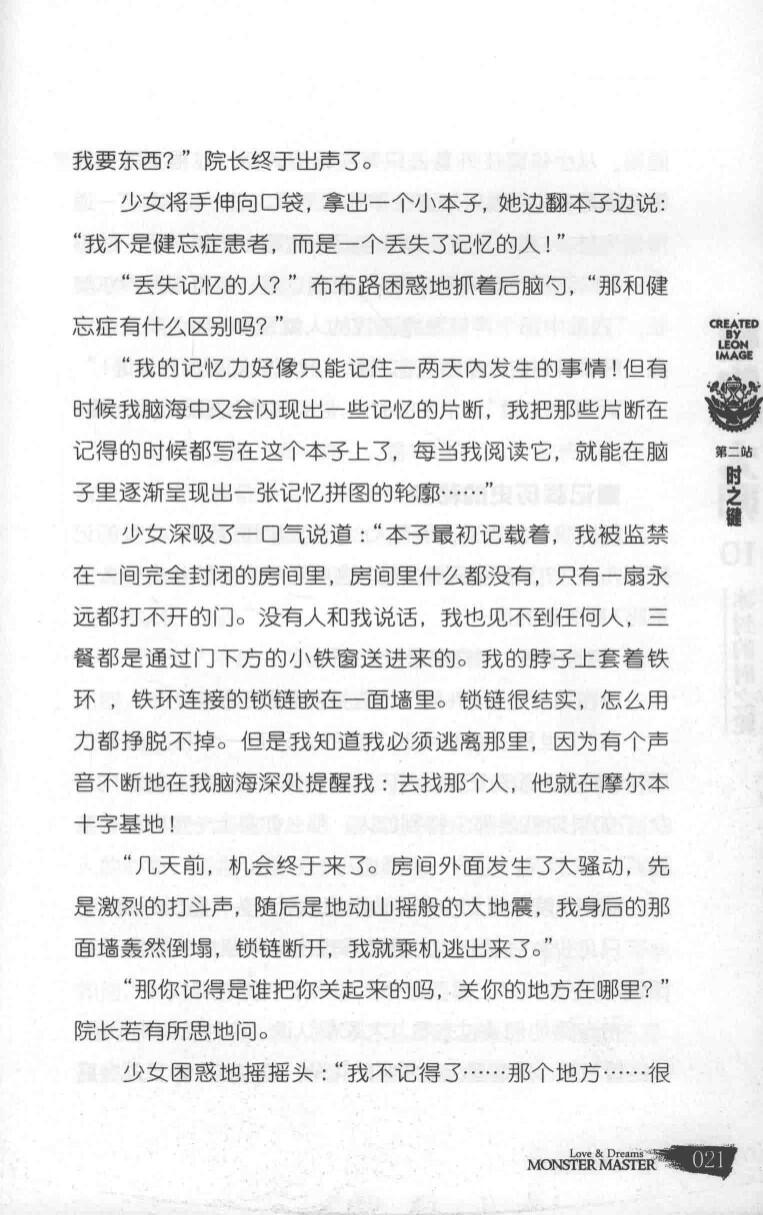 我要东西？”院长终于出声了。
少女将手伸向口袋，拿出一个小本子，她边翻本子边说：
“我不是健忘症患者，而是一个丢失了记忆的人！”
“丢失记忆的人？”布布路困惑地抓着后脑勺，“那和健
忘症有什么区别吗？”
“我的记忆力好像只能记住一两天内发生的事情！但有
时候我脑海中又会闪现出一些记忆的片断，我把那些片断在
记得的时候都写在这个本子上了，每当我阅读它，就能在脑
子里逐渐呈现出一张记忆拼图的轮廓……”
少女深吸了一口气说道：“本子最初记载着，我被监禁
在一间完全封闭的房间里，房间里什么都没有，只有一扇永
远都打不开的门。没有人和我说话，我也见不到任何人，三
餐都是通过门下方的小铁窗送进来的。我的脖子上套着铁
环，铁环连接的锁链嵌在一面墙里。锁链很结实，怎么用
力都挣脱不掉。但是我知道我必须逃离那里，因为有个声
音不断地在我脑海深处提醒我：去找那个人，他就在摩尔本
十字基地！
“几天前，机会终于来了。房间外面发生了大骚动，先
是激烈的打斗声，随后是地动山摇般的大地震，我身后的那
面墙轰然倒塌，锁链断开，我就乘机逃出来了。”
“那你记得是谁把你关起来的吗，关你的地方在哪里？”
院长若有所思地问。
少女困惑地摇摇头：“我不记得了……那个地方……很
CREATED
BY
LEON
IMAGE
第二站
时之键
Love & Dreams
MONSTER MASTER
021